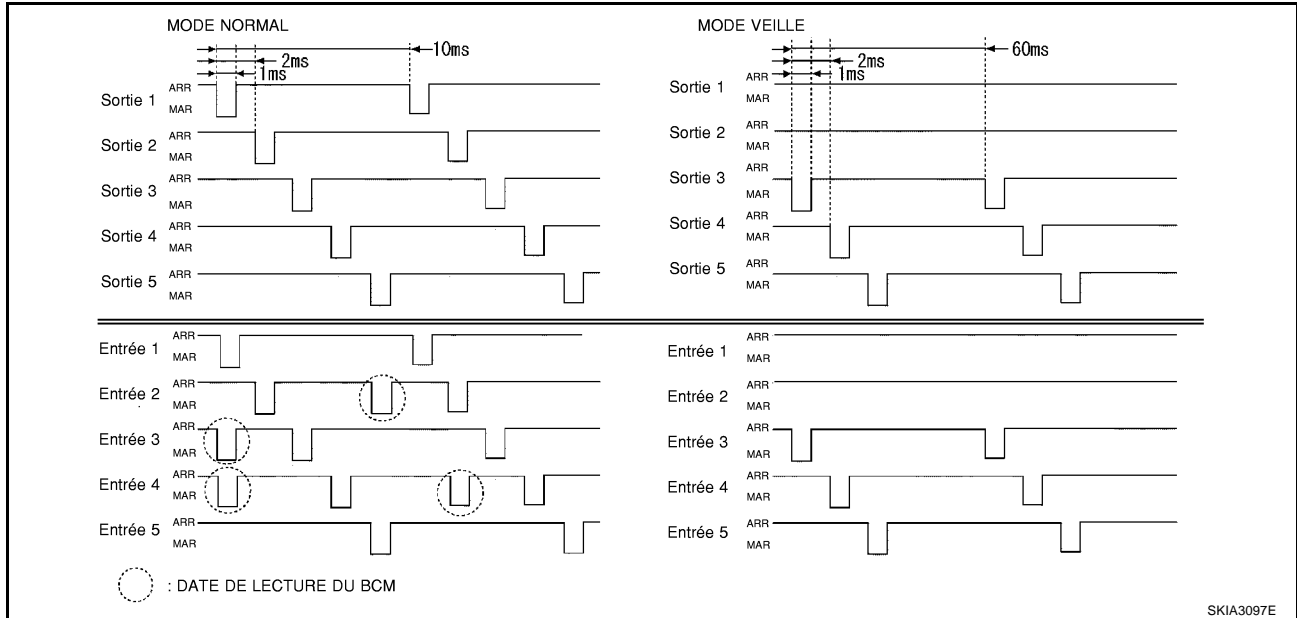 MODE NORMAL
10ms
2ms
1ms
Sortie 1 ARR MAR
Sortie 2 ARR MAR
Sortie 3 ARR MAR
Sortie 4 ARR MAR
Sortie 5 ARR MAR
MODE VEILLE
60ms
2ms
1ms
Sortie 1 ARR MAR
Sortie 2 ARR MAR
Sortie 3 ARR MAR
Sortie 4 ARR MAR
Sortie 5 ARR MAR
Entrée 1 ARR MAR
Entrée 2 ARR MAR
Entrée 3 ARR MAR
Entrée 4 ARR MAR
Entrée 5 ARR MAR
Entrée 1 ARR MAR
Entrée 2 ARR MAR
Entrée 3 ARR MAR
Entrée 4 ARR MAR
Entrée 5 ARR MAR
: DATE DE LECTURE DU BCM
SKIA3097E